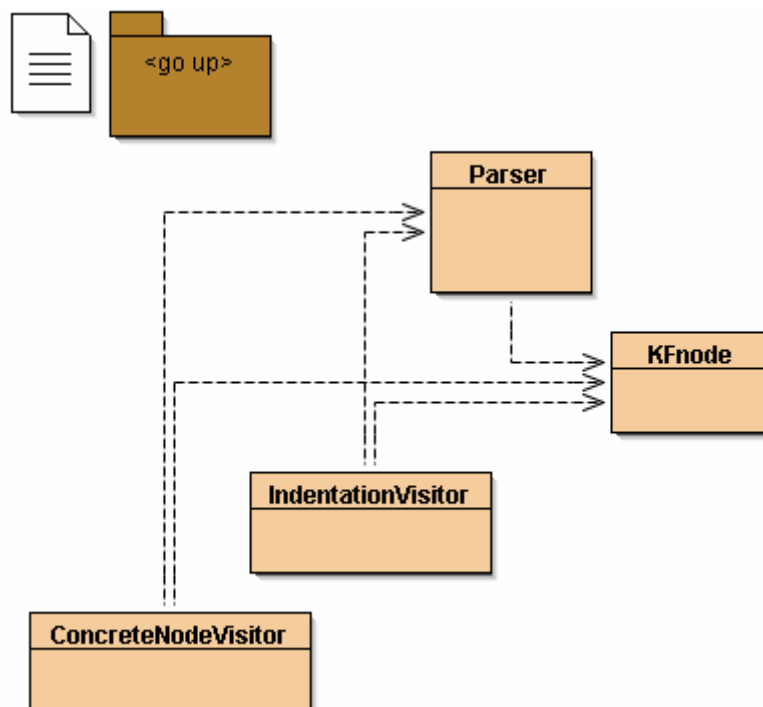 <go up>
Parser
KFnode
IndentationVisitor
ConcreteNodeVisitor